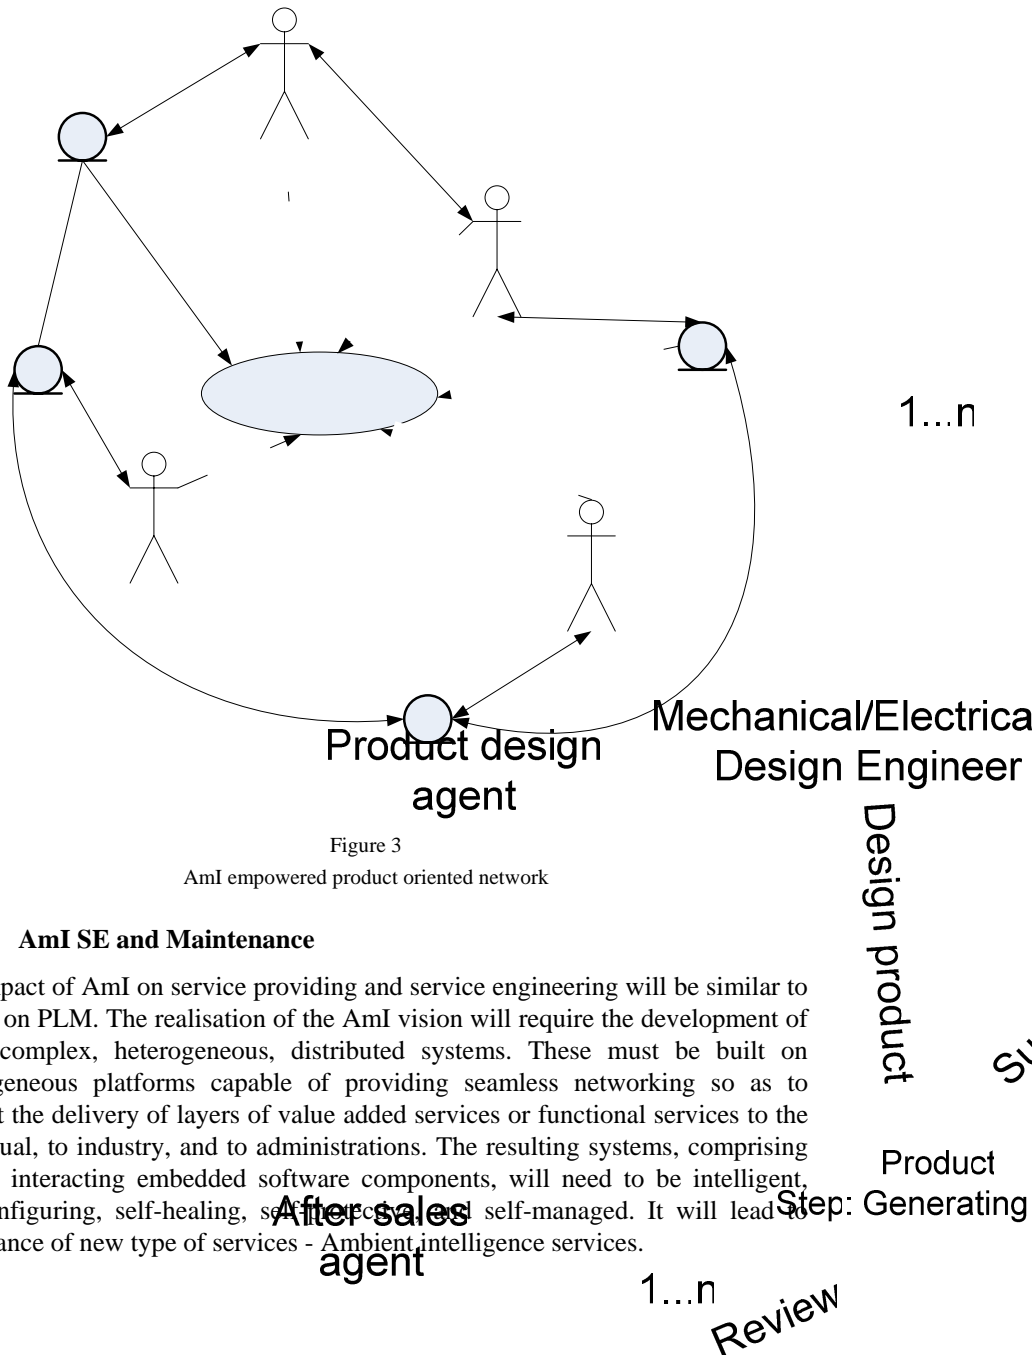 1...n
Mechanical/Electrica
Design Engineer
Product design
agent
Design product
Figure 3
AmI empowered product oriented network
AmI SE and Maintenance
pact of AmI on service providing and service engineering will be similar to
on PLM. The realisation of the AmI vision will require the development of
complex, heterogeneous, distributed systems. These must be built on
geneous platforms capable of providing seamless networking so as to
t the delivery of layers of value added services or functional services to the
ual, to industry, and to administrations. The resulting systems, comprising
interacting embedded software components, will need to be intelligent,
nfiguring, self-healing, self-protective, and self-managed. It will lead to
ance of new type of services - Ambient intelligence services.
Su
Product
Step: Generating
After sales
agent
1...n
Review